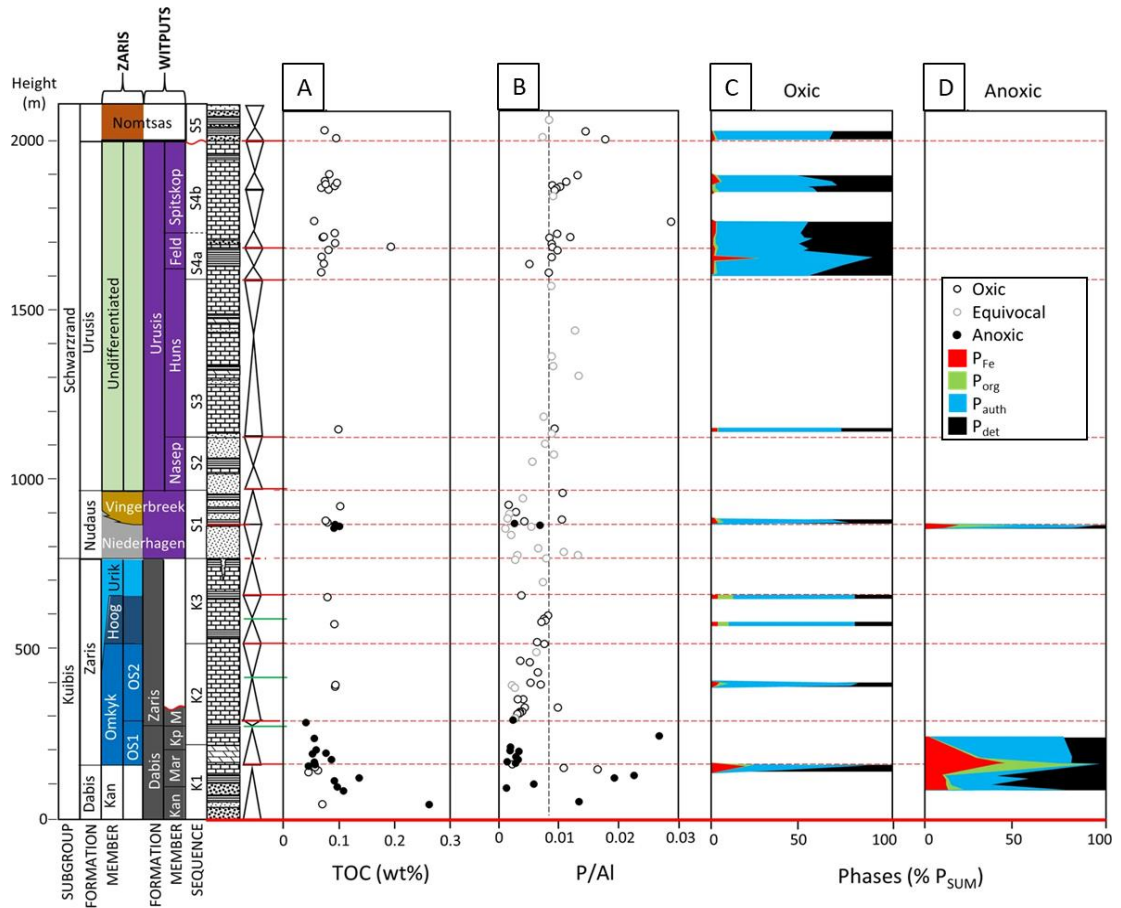 ZARIS
WITPUTS
Height
(m)
A
B
C
Oxic
D
Anoxic
Nomtsas
S5
2000
Schwarzrand
Urusis
Undifferentiated
Urusis
Spitskop
S4b
Feld
S4a
1500
Huns
S3
Nasep
S2
1000
Nudaus
Vingerbreek
S1
Niederhagen
Kuibis
Zaris
Urik
Hoog
Omkyk
OS2
OS1
Zaris
K3
500
K2
M
Kp
Dabis
Mar
Kan
K1
Dabis
Kan
0
Oxic
Equivocal
Anoxic
PFe
Porg
Pauth
Pdet
0 0.1 0.2 0.3
0 0.01 0.02 0.03
0 50 100
0 50 100
SUBGROUP
FORMATION
MEMBER
FORMATION
MEMBER
SEQUENCE
TOC (wt%)
P/Al
Phases (% PSUM)